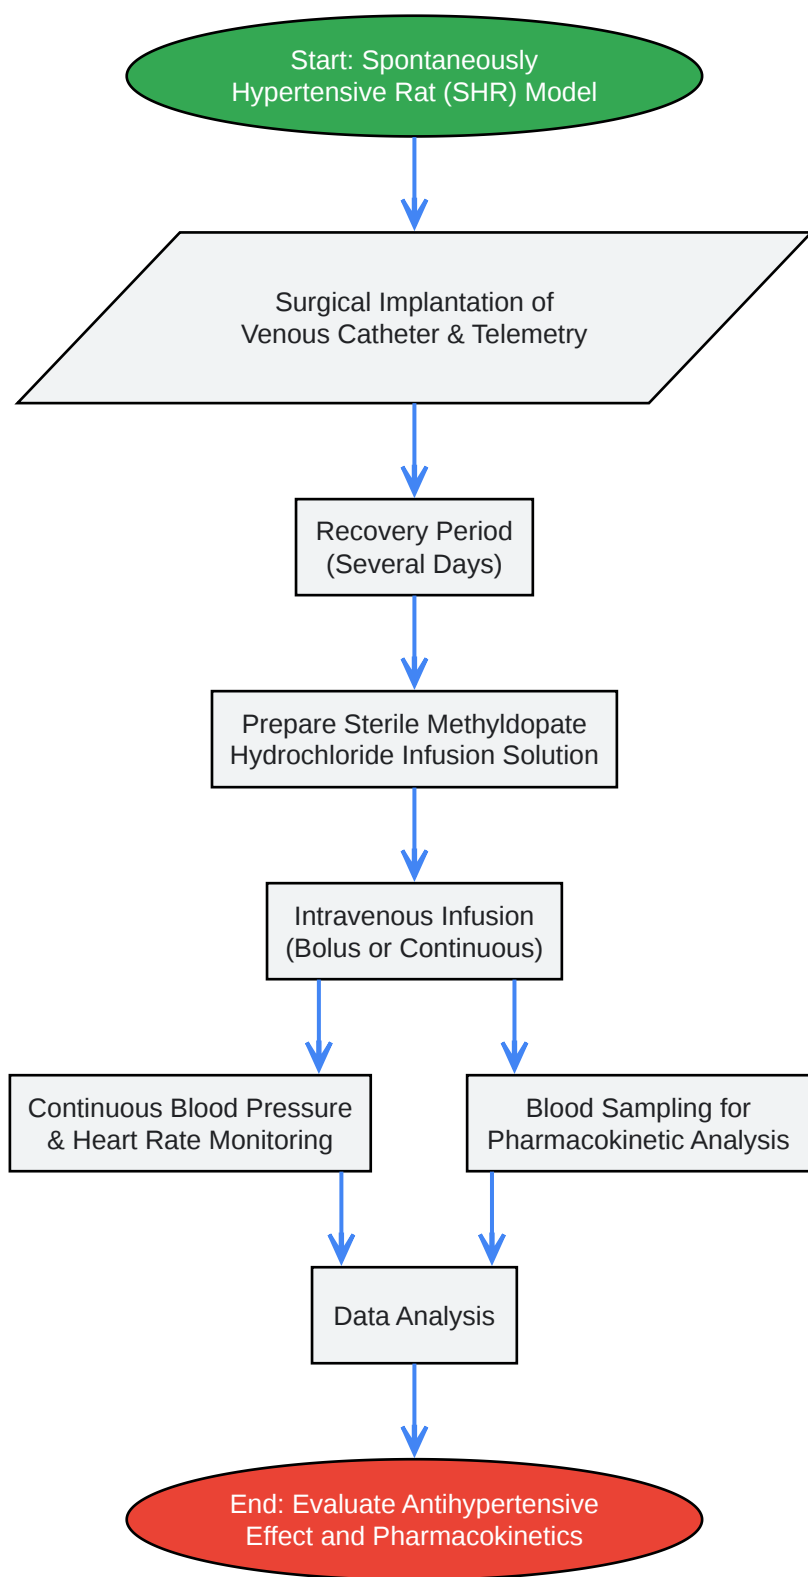 Start: Spontaneously
Hypertensive Rat (SHR) Model
Surgical Implantation of
Venous Catheter & Telemetry
Recovery Period
(Several Days)
Prepare Sterile Methyldopate
Hydrochloride Infusion Solution
Intravenous Infusion
(Bolus or Continuous)
Continuous Blood Pressure
& Heart Rate Monitoring
Blood Sampling for
Pharmacokinetic Analysis
Data Analysis
End: Evaluate Antihypertensive
Effect and Pharmacokinetics